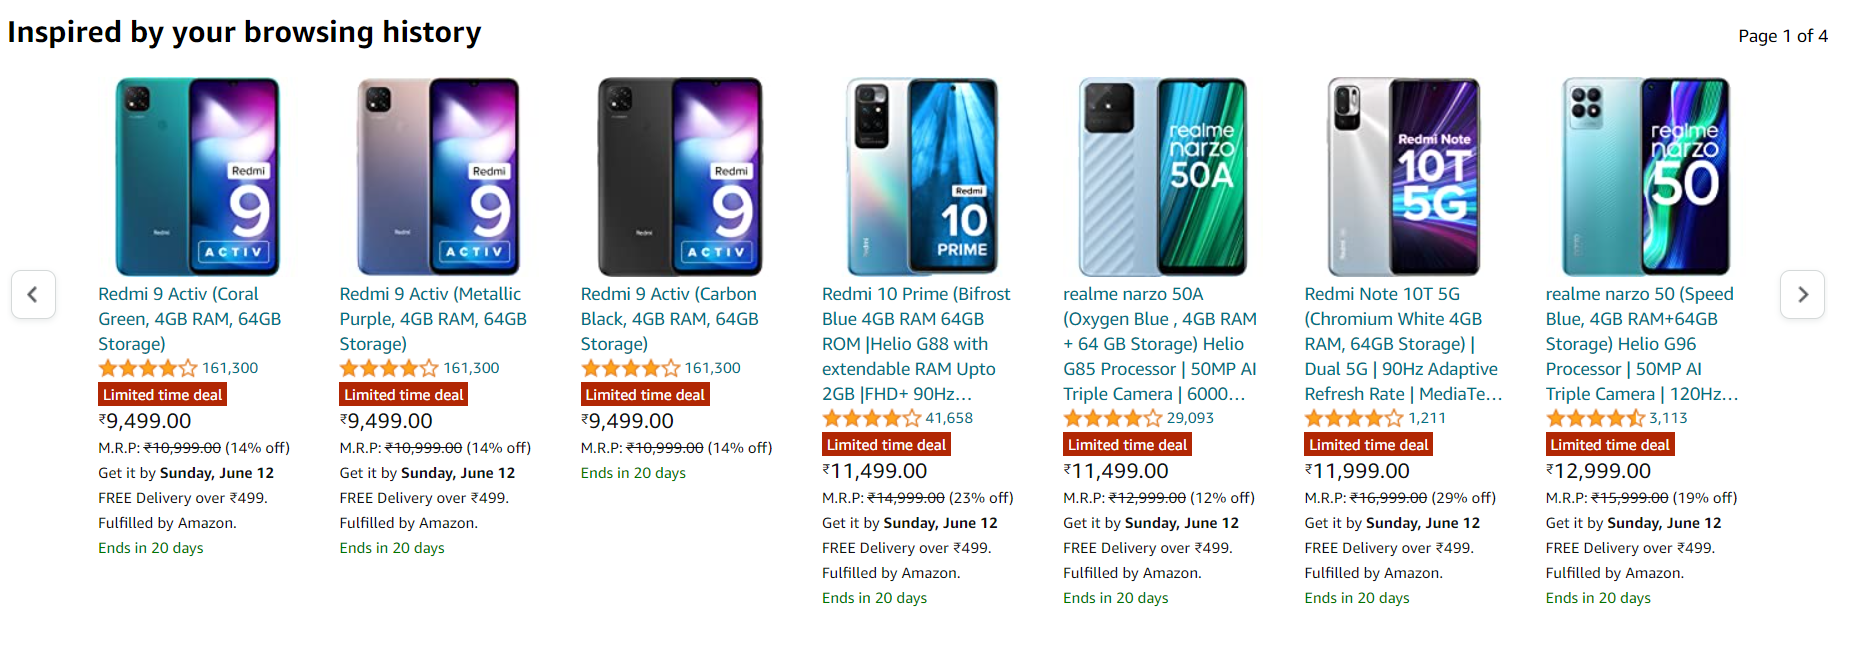 Inspired by your browsing history
Page 1 of 4
Redmi
9
ACTIV
Redmi
Redmi 9 Activ (Coral
Green, 4GB RAM, 64GB
Storage)
161,300
Limited time deal
₹9,499.00
M.R.P: ₹10,999.00 (14% off)
Get it by Sunday, June 12
FREE Delivery over ₹499.
Fulfilled by Amazon.
Ends in 20 days
Redmi
9
ACTIV
Redmi
Redmi 9 Activ (Metallic
Purple, 4GB RAM, 64GB
Storage)
161,300
Limited time deal
₹9,499.00
M.R.P: ₹10,999.00 (14% off)
Get it by Sunday, June 12
FREE Delivery over ₹499.
Fulfilled by Amazon.
Ends in 20 days
Redmi
9
ACTIV
Redmi
Redmi 9 Activ (Carbon
Black, 4GB RAM, 64GB
Storage)
161,300
Limited time deal
₹9,499.00
M.R.P: ₹10,999.00 (14% off)
Ends in 20 days
Redmi
10
PRIME
Redmi
Redmi 10 Prime (Bifrost
Blue 4GB RAM 64GB
ROM |Helio G88 with
extendable RAM Upto
2GB |FHD+ 90Hz...
41,658
Limited time deal
₹11,499.00
M.R.P: ₹14,999.00 (23% off)
Get it by Sunday, June 12
FREE Delivery over ₹499.
Fulfilled by Amazon.
Ends in 20 days
realme
narzo
50A
realme narzo 50A
(Oxygen Blue , 4GB RAM
+ 64 GB Storage) Helio
G85 Processor | 50MP AI
Triple Camera | 6000...
29,093
Limited time deal
₹11,499.00
M.R.P: ₹12,999.00 (12% off)
Get it by Sunday, June 12
FREE Delivery over ₹499.
Fulfilled by Amazon.
Ends in 20 days
Redmi Note
10T
5G
Redmi
Redmi Note 10T 5G
(Chromium White 4GB
RAM, 64GB Storage) |
Dual 5G | 90Hz Adaptive
Refresh Rate | MediaTe...
1,211
Limited time deal
₹11,999.00
M.R.P: ₹16,999.00 (29% off)
Get it by Sunday, June 12
FREE Delivery over ₹499.
Fulfilled by Amazon.
Ends in 20 days
realme
narzo
50
realme narzo 50 (Speed
Blue, 4GB RAM+64GB
Storage) Helio G96
Processor | 50MP AI
Triple Camera | 120Hz...
3,113
Limited time deal
₹12,999.00
M.R.P: ₹15,999.00 (19% off)
Get it by Sunday, June 12
FREE Delivery over ₹499.
Fulfilled by Amazon.
Ends in 20 days